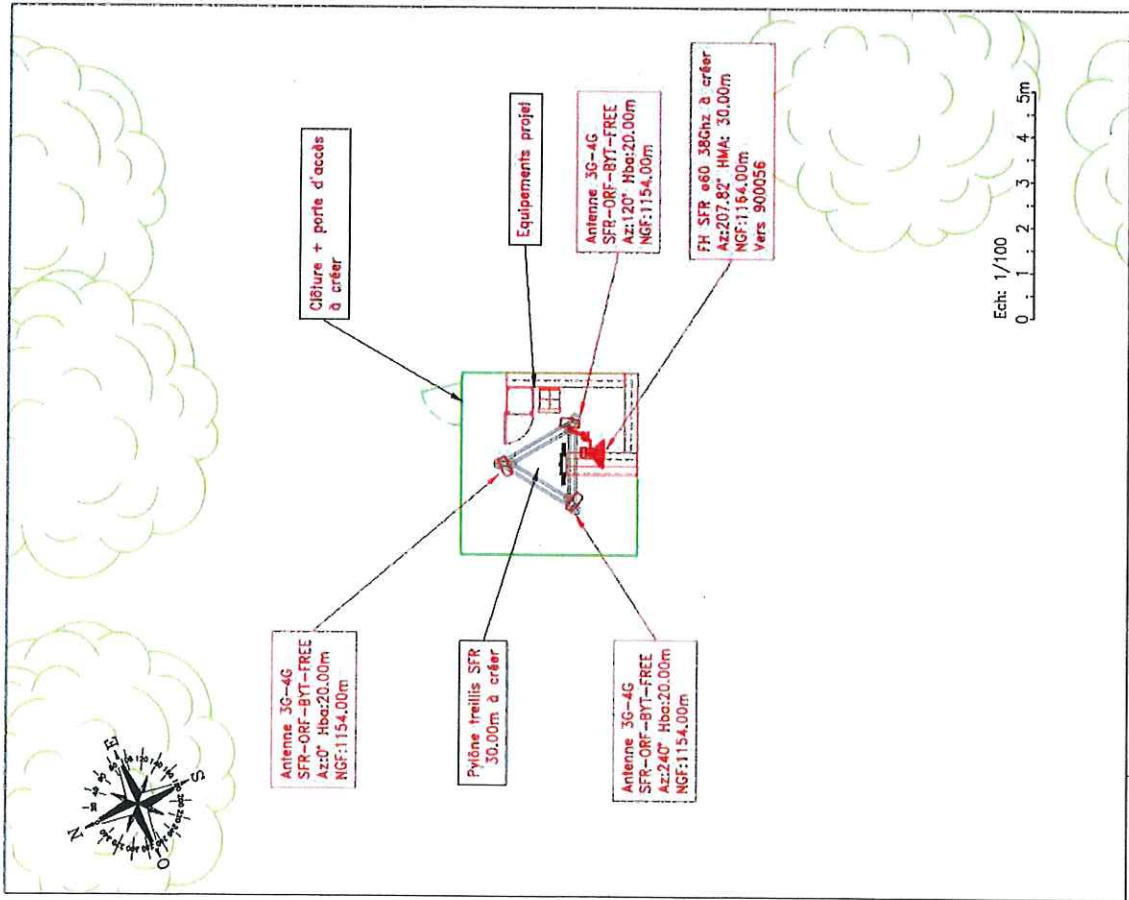 Clôture + porte d'accès
à créer
Equipements projet
Antenne 3G-4G
SFR-ORF-BYT-FREE
Az:120° Hba:20.00m
NGF:1154.00m
FH SFR ø60 38Ghz à créer
Az:207.82° HMA: 30.00m
NGF:1164.00m
Vers 900056
Antenne 3G-4G
SFR-ORF-BYT-FREE
Az:0° Hba:20.00m
NGF:1154.00m
Pylône treillis SFR
30.00m à créer
Antenne 3G-4G
SFR-ORF-BYT-FREE
Az:240° Hba:20.00m
NGF:1154.00m
Ech: 1/100
0 1 2 3 4 5m
N
E
S
O